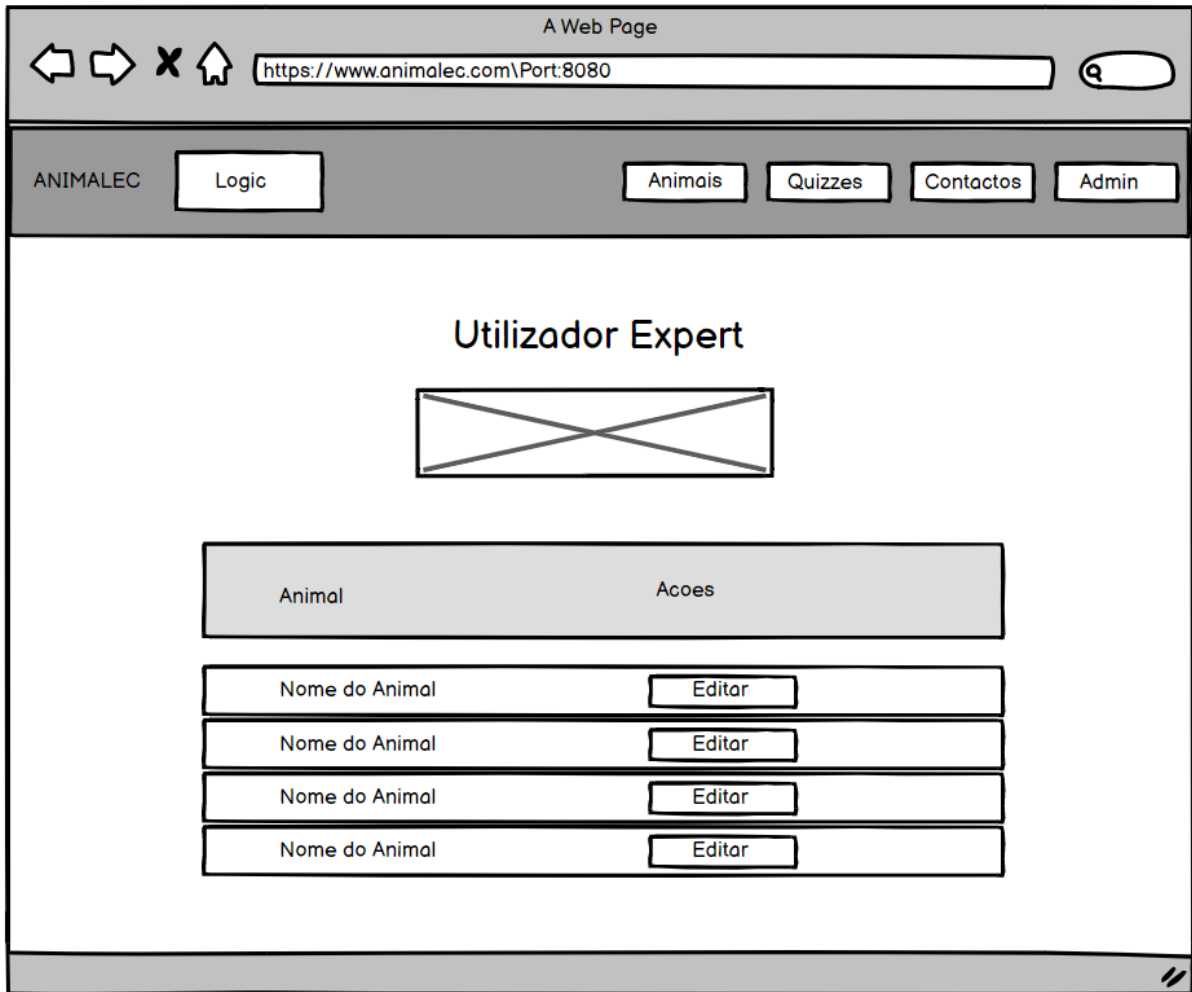 A Web Page
https://www.animalec.com\Port:8080
ANIMALEC Logic Animais Quizzes Contactos Admin
Utilizador Expert
Animal Acoes
Nome do Animal Editar
Nome do Animal Editar
Nome do Animal Editar
Nome do Animal Editar